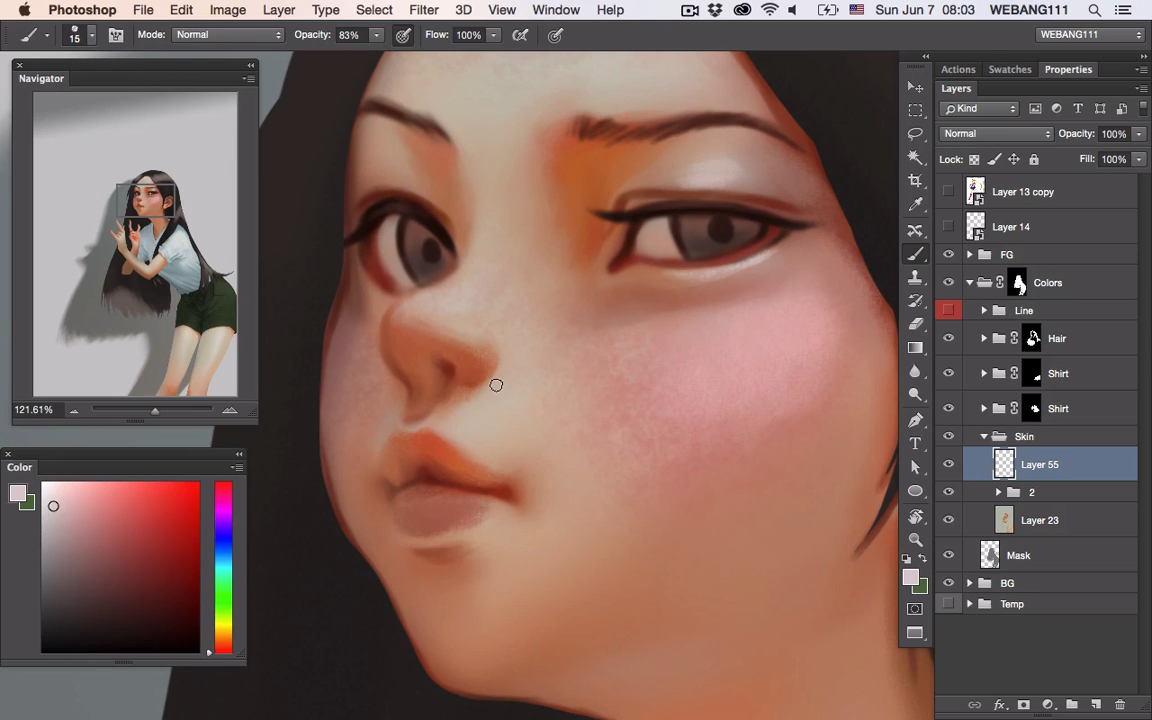 Photoshop File Edit Image Layer Type Select Filter 3D View Window Help Sun Jun 7 08:03 WEBANG111
15 Mode: Normal Opacity: 83% Flow: 100% WEBANG111
Navigator
121.61%
Color
Actions Swatches Properties
Layers
Kind
Normal Opacity: 100%
Lock: Fill: 100%
Layer 13 copy
Layer 14
FG
Colors
Line
Hair
Shirt
Shirt
Skin
Layer 55
2
Layer 23
Mask
BG
Temp
fx